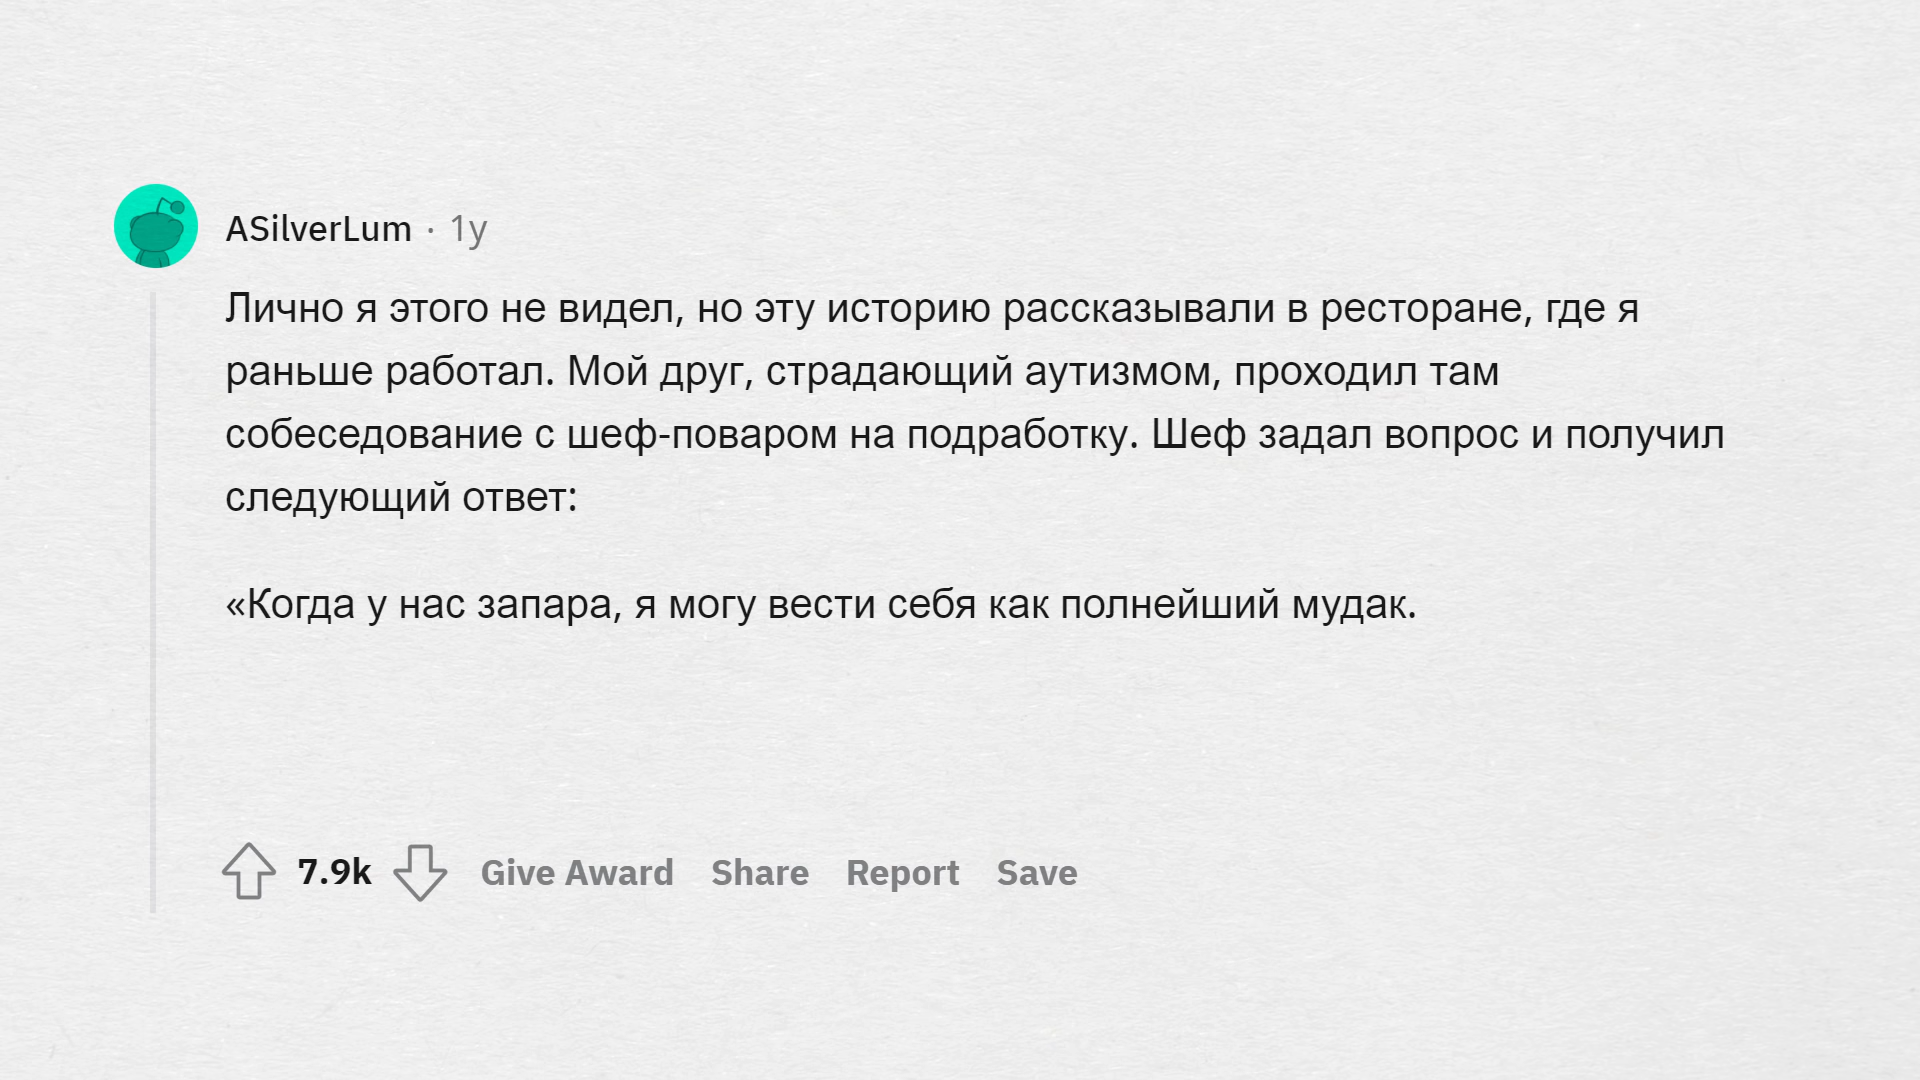 ASilverLum · 1y
Лично я этого не видел, но эту историю рассказывали в ресторане, где я
раньше работал. Мой друг, страдающий аутизмом, проходил там
собеседование с шеф-поваром на подработку. Шеф задал вопрос и получил
следующий ответ:
«Когда у нас запара, я могу вести себя как полнейший мудак.
7.9k Give Award Share Report Save